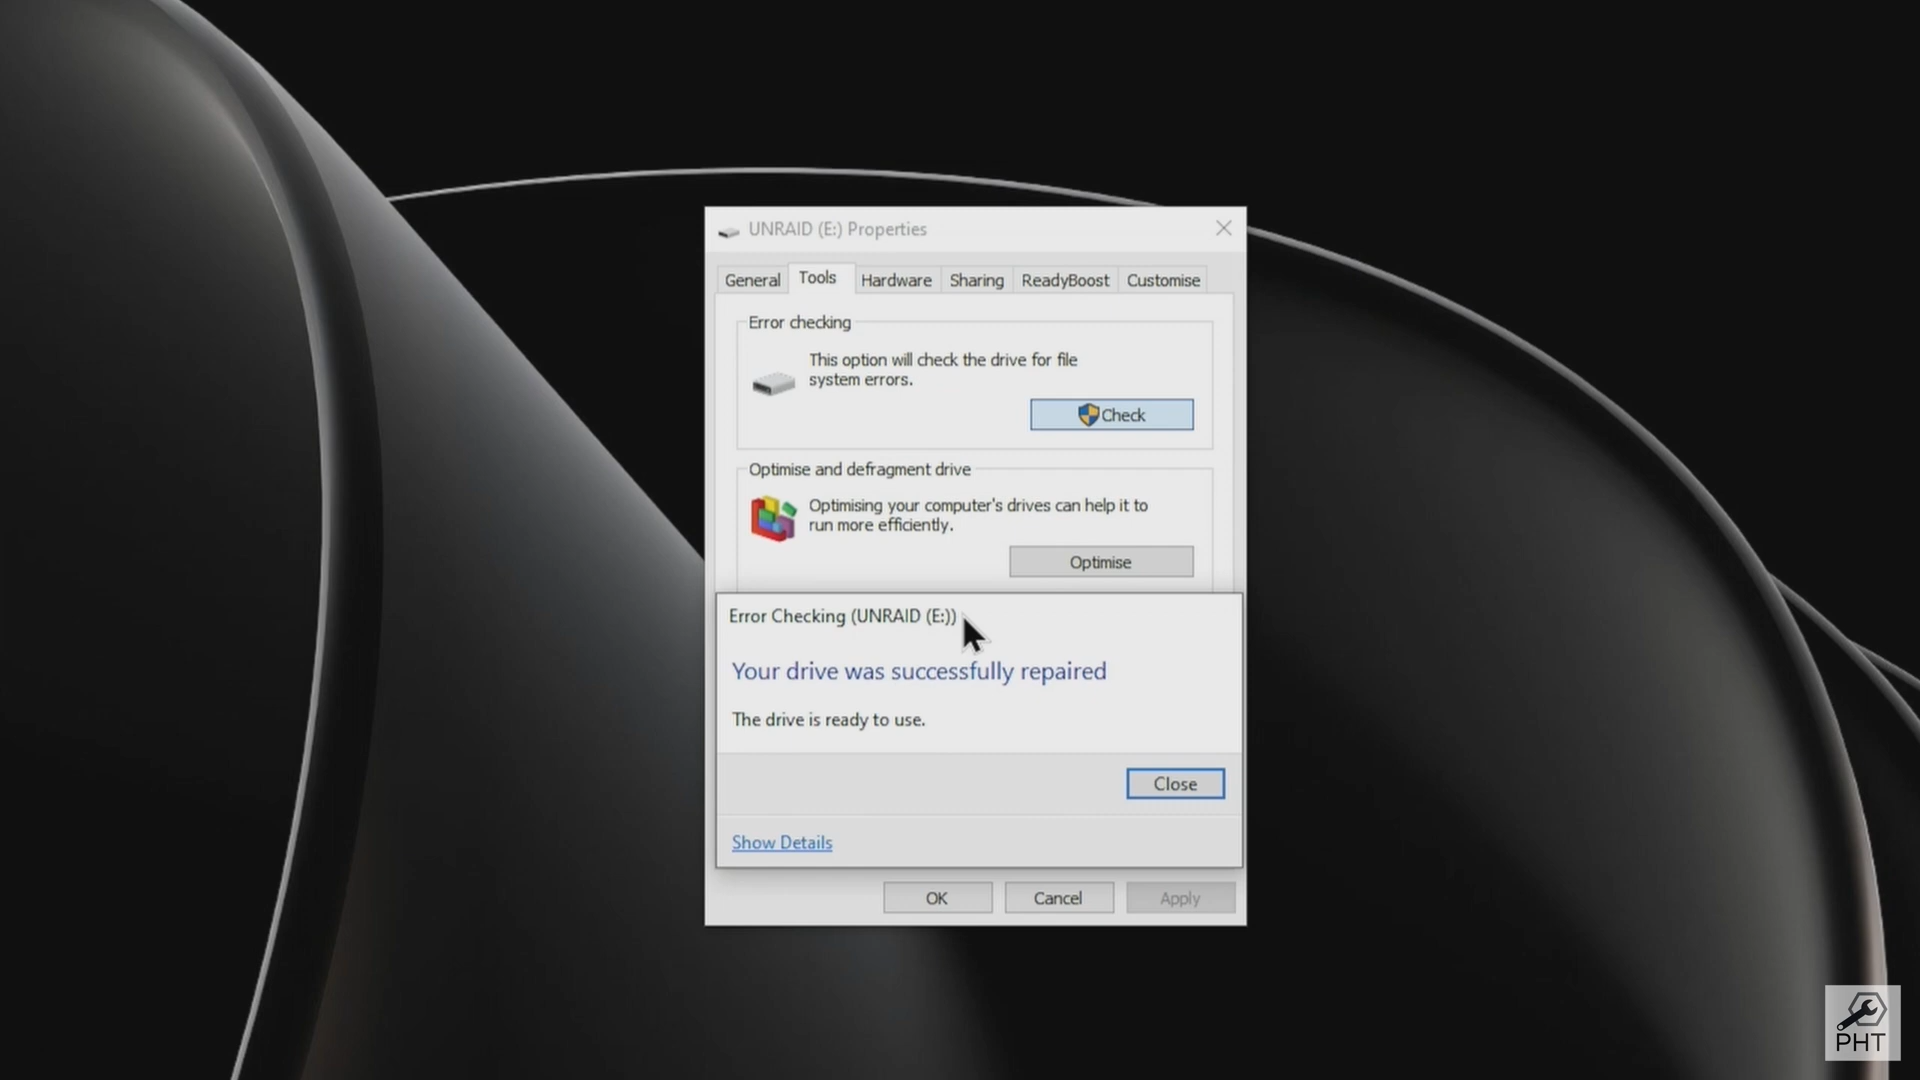 UNRAID (E:) Properties
General Tools Hardware Sharing ReadyBoost Customise
Error checking
This option will check the drive for file
system errors.
Check
Optimise and defragment drive
Optimising your computer's drives can help it to
run more efficiently.
Optimise
Error Checking (UNRAID (E:))
Your drive was successfully repaired
The drive is ready to use.
Close
Show Details
OK Cancel Apply
PHT